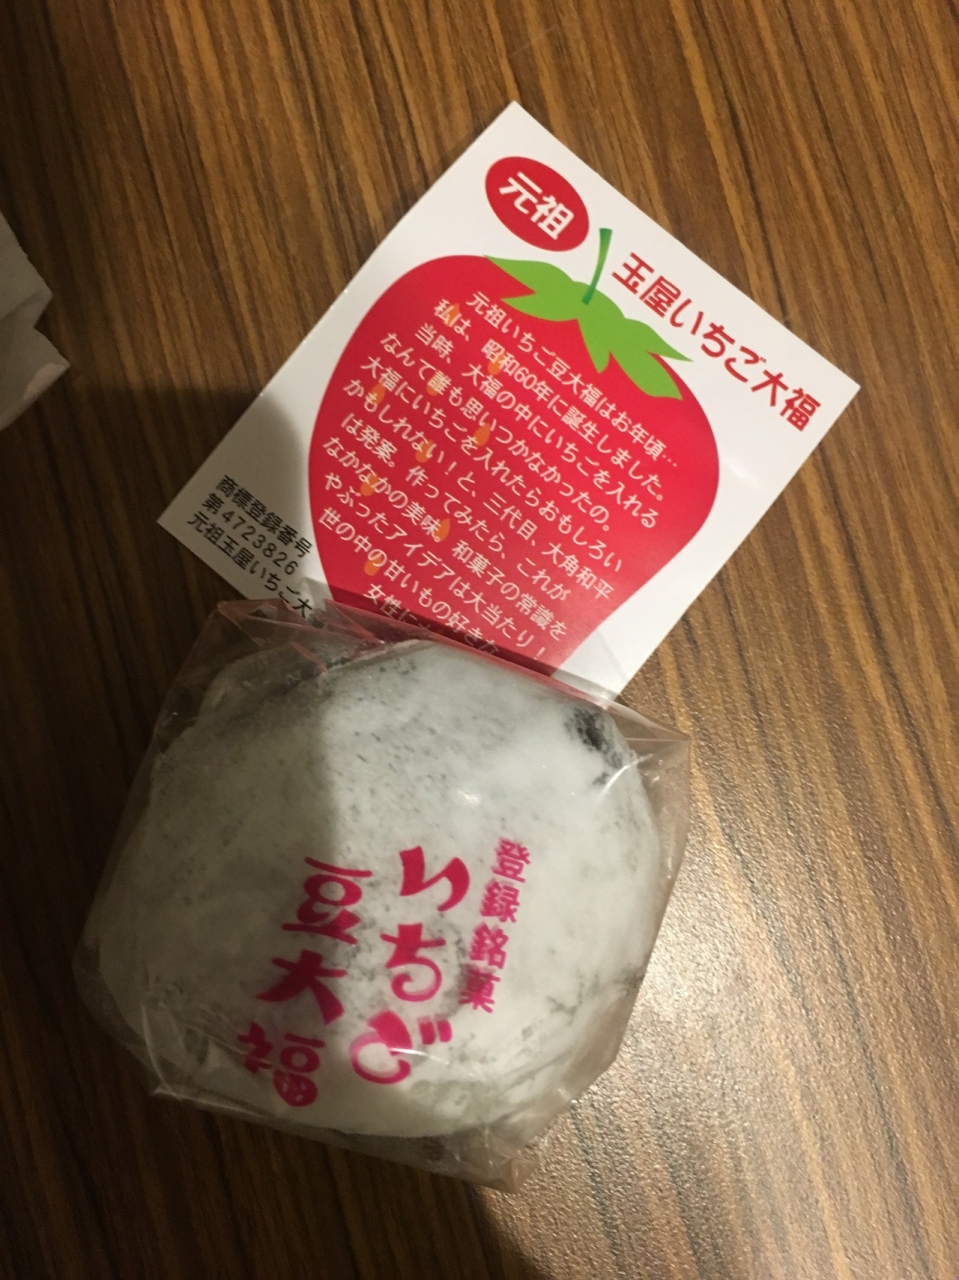 元祖
玉屋いちご大福
元祖いちご豆大福はお年頃…
私は、昭和60年に誕生しました。
当時、大福の中にいちごを入れる
なんて誰も思いつかなかったの。
大福にいちごを入れたらおもしろい
かもしれない！と、三代目、大角和平
は発案。作ってみたら、これが
なかなかの美味。和菓子の常識を
やぶったアイデアは大当たり！
世の中の甘いもの好きな
女性に
商標登録番号
第4723826
元祖玉屋いちご大
登録銘菓
いちご
豆大福